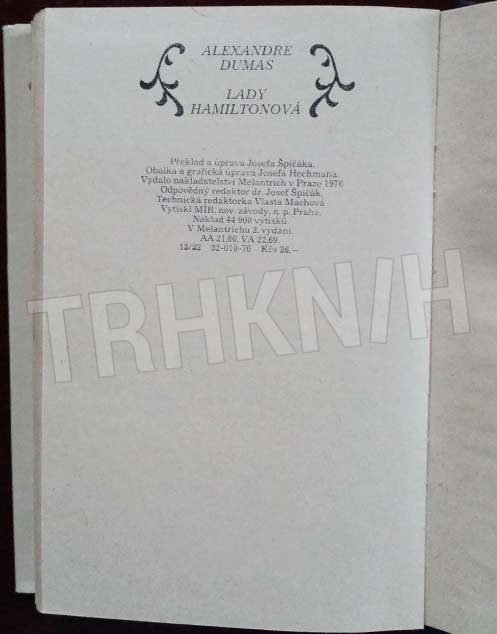 ALEXANDRE
DUMAS
LADY
HAMILTONOVÁ
Překlad a úprava Josefa Špičáka.
Obálka a grafická úprava Josefa Hochmana.
Vydalo nakladatelství Melantrich v Praze 1976
Odpovědný redaktor dr. Josef Špičák.
Technická redaktorka Vlasta Machová
Vytiskl MÍR, nov. závody, n. p. Praha.
Náklad 44 000 výtisků.
V Melantrichu 2. vydání.
AA 21,80. VA 22,69.
13/32 32-010-76 Kčs 26,—
TRHKNIH